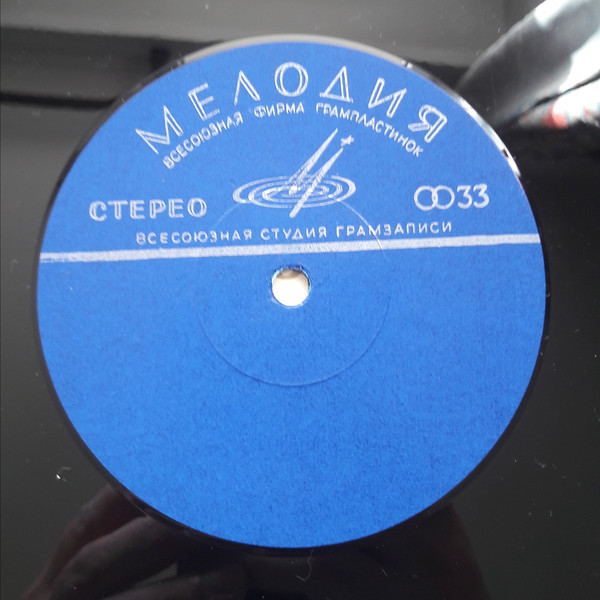 МЕЛОДИЯ
ВСЕСОЮЗНАЯ ФИРМА ГРАМПЛАСТИНОК
СТЕРЕО
33
ВСЕСОЮЗНАЯ СТУДИЯ ГРАМЗАПИСИ